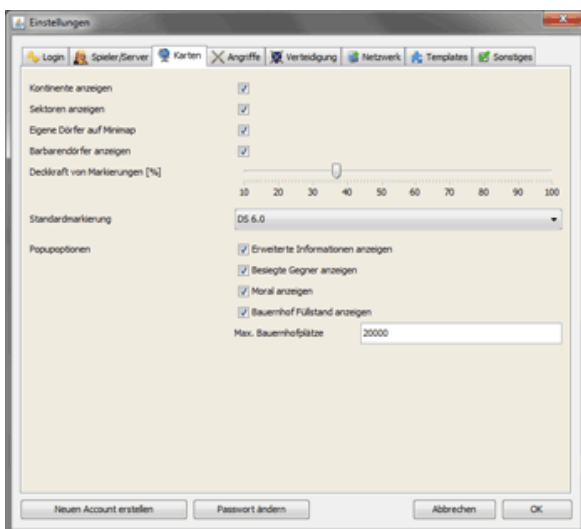 Einstellungen
Login Spieler/Server Karten Angriffe Verteidigung Netzwerk Templates Sonstiges
Kontinente anzeigen
Sektoren anzeigen
Eigene Dörfer auf Minimap
Barbarendörfer anzeigen
Deckkraft von Markierungen [%]
10 20 30 40 50 60 70 80 90 100
Standardmarkierung DS 6.0
Popupoptionen Erweiterte Informationen anzeigen
Besiegte Gegner anzeigen
Moral anzeigen
Bauernhof Füllstand anzeigen
Max. Bauernhofplätze 20000
Neuen Account erstellen Passwort ändern Abbrechen OK